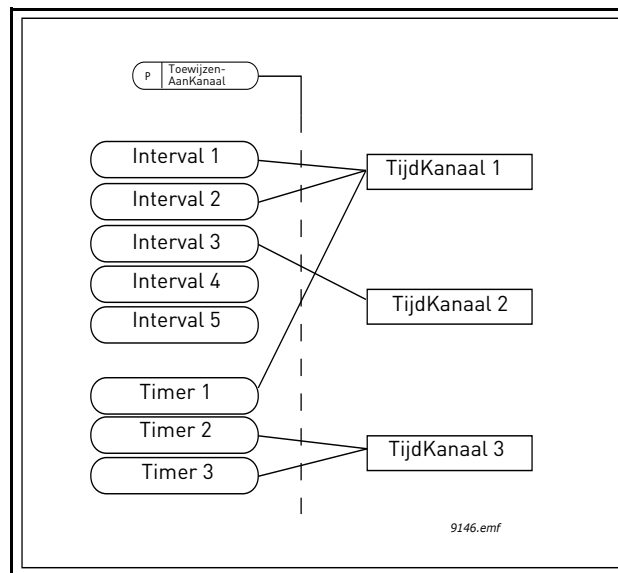 P
Toewijzen-
AanKanaal
Interval 1
Interval 2
Interval 3
Interval 4
Interval 5
Timer 1
Timer 2
Timer 3
TijdKanaal 1
TijdKanaal 2
TijdKanaal 3
9146.emf